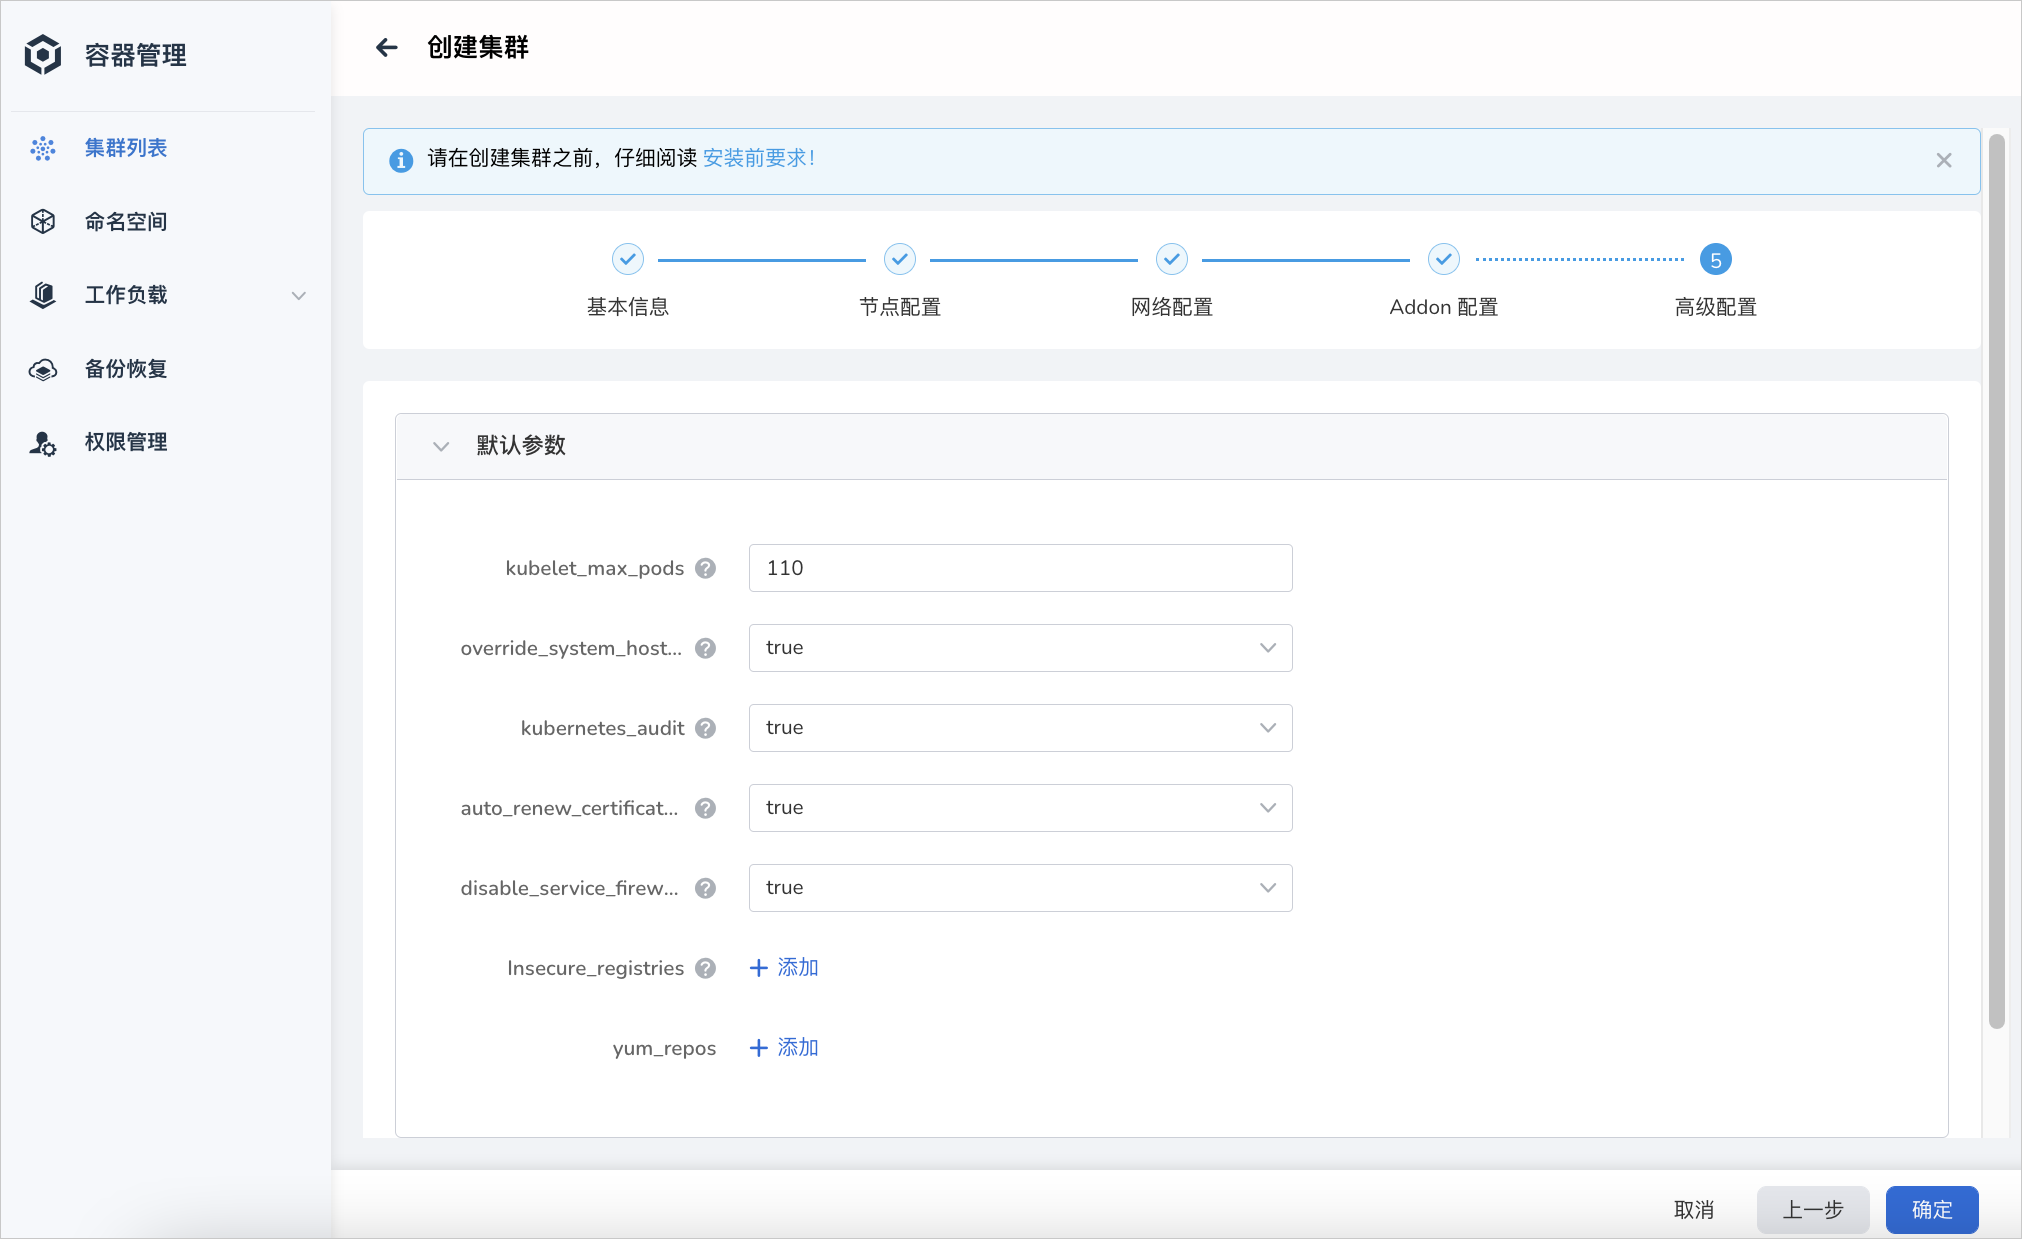 容器管理
集群列表
命名空间
工作负载
备份恢复
权限管理
创建集群
请在创建集群之前，仔细阅读 安装前要求！
基本信息
节点配置
网络配置
Addon 配置
5
高级配置
默认参数
kubelet_max_pods ? 110
override_system_host... ? true
kubernetes_audit ? true
auto_renew_certificat... ? true
disable_service_firew... ? true
Insecure_registries ? + 添加
yum_repos + 添加
取消 上一步 确定